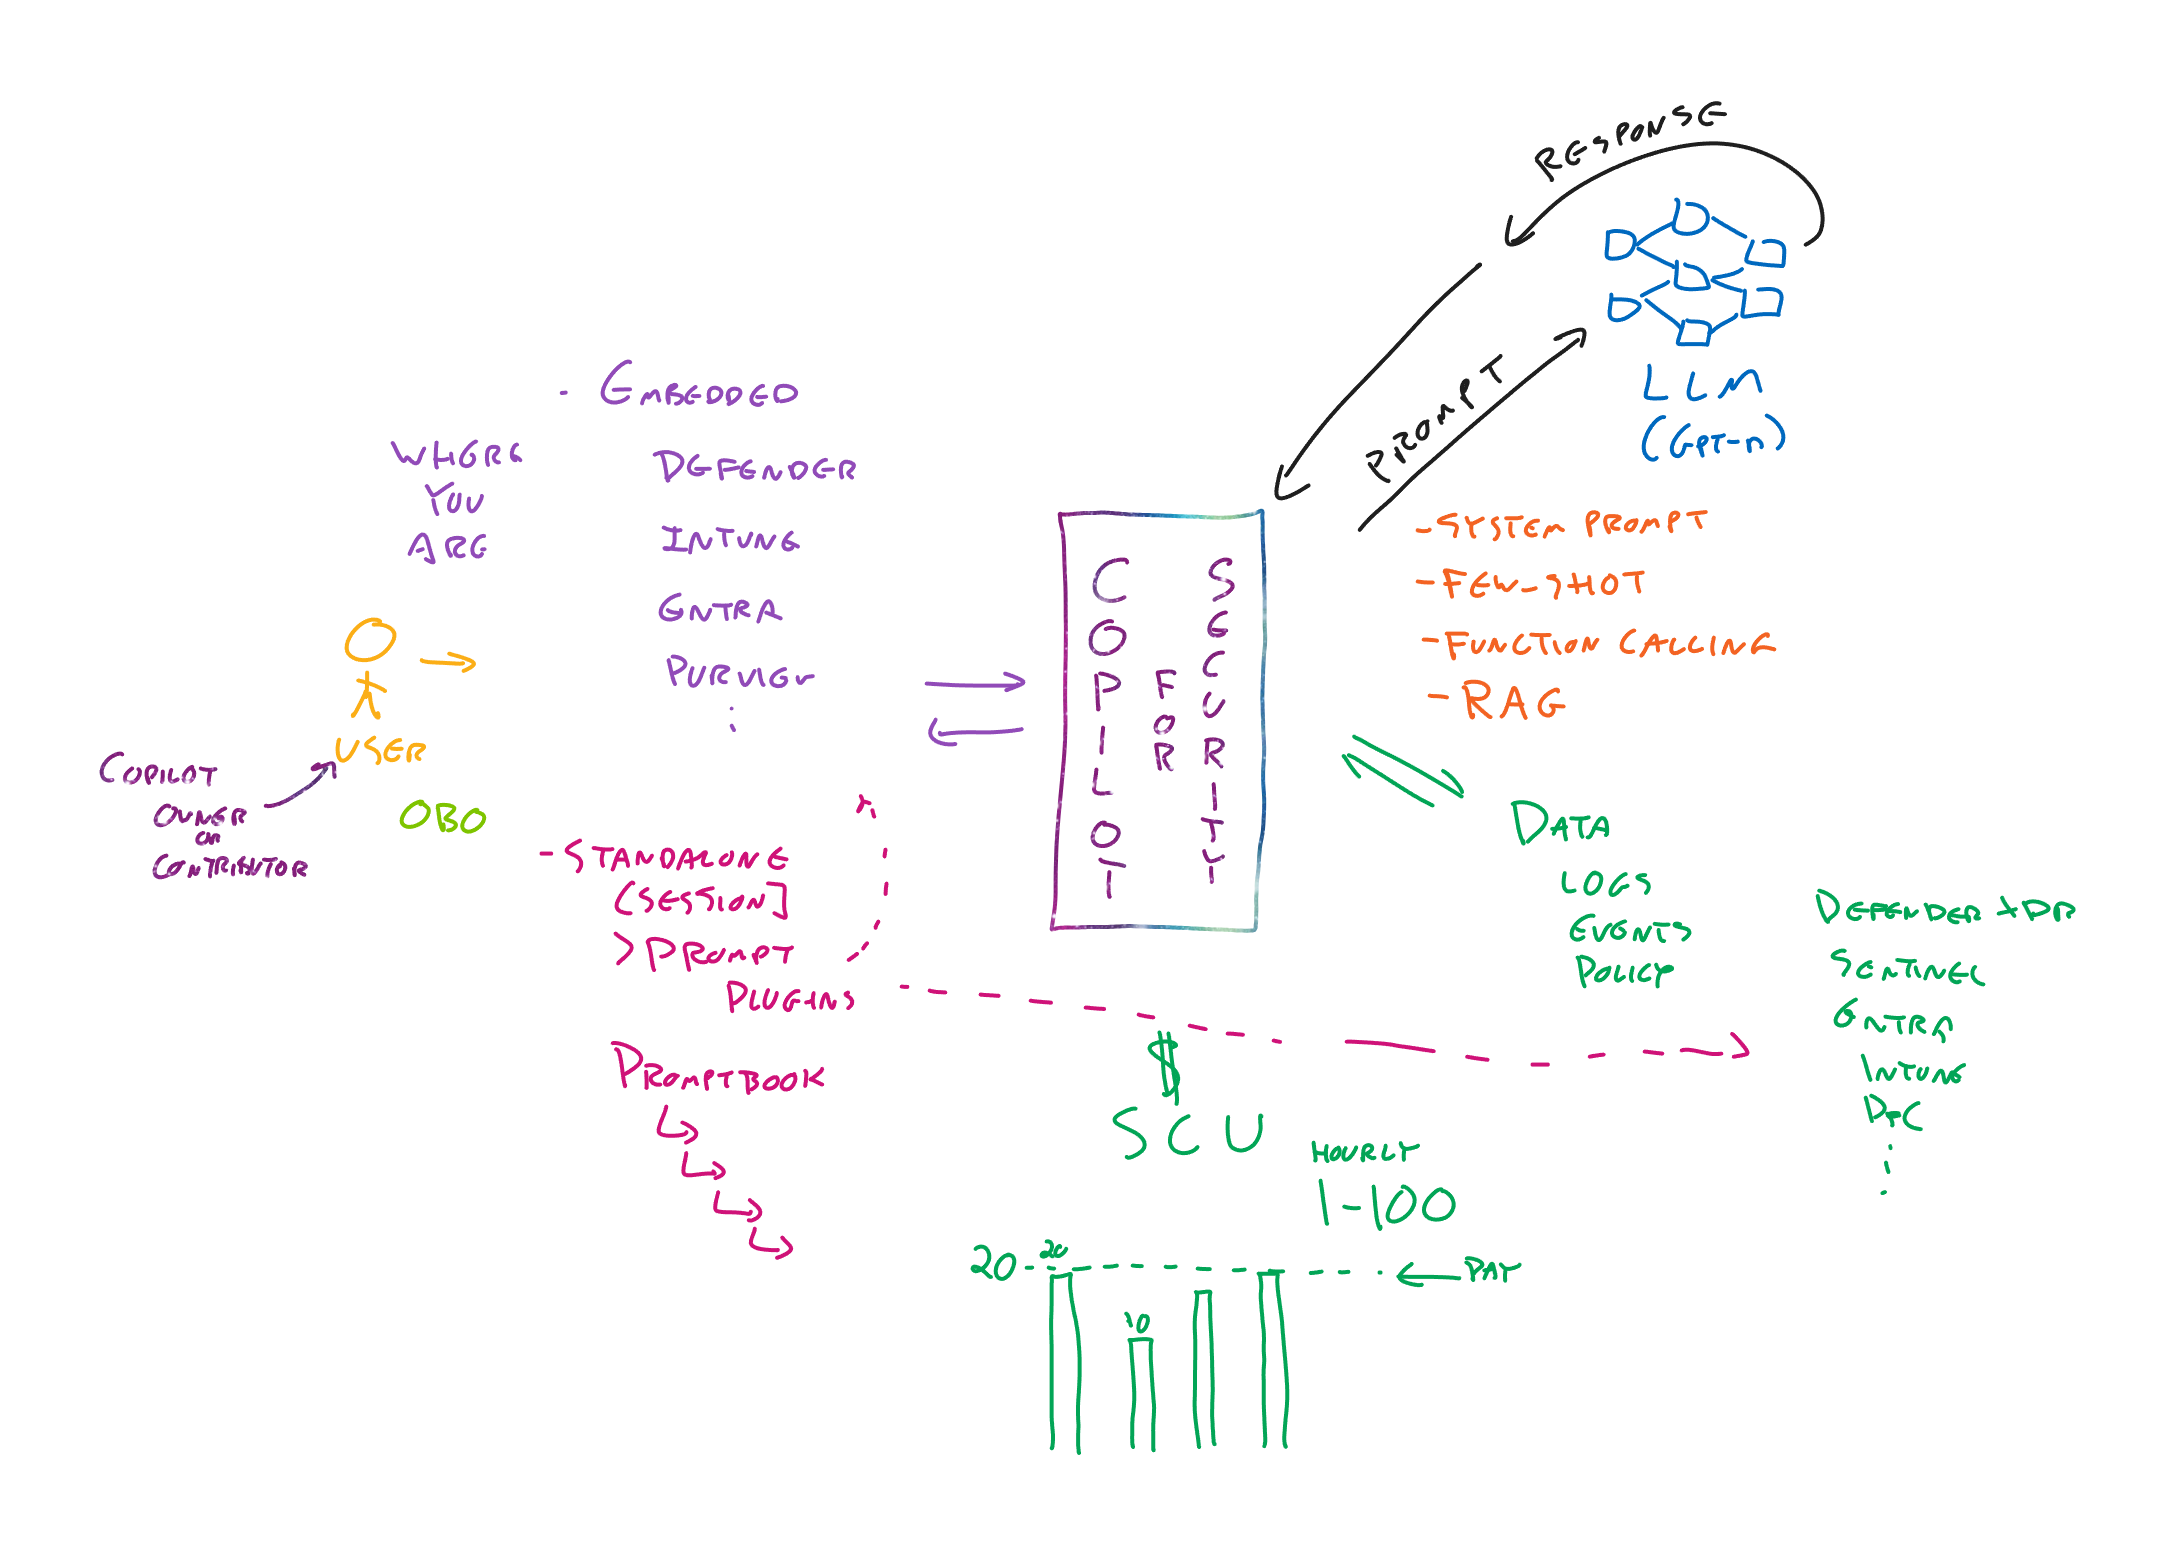 RESPONSE
LLM
(GPT-n)
PROMPT
- EMBEDDED
WHERE
YOU
ARE
DEFENDER
INTUNE
ENTRA
PURVIEW
USER
COPILOT
OWNER
OR
CONTRIBUTOR
OBO
- STANDALONE
(SESSION]
> PROMPT
PLUGINS
PROMPTBOOK
COPILOT
FOR
SECURITY
- SYSTEM PROMPT
- FEW-SHOT
- FUNCTION CALLING
- RAG
DATA
LOGS
EVENTS
POLICY
DEFENDER XDR
SENTINEL
ENTRA
INTUNE
DfC
$
SCU
HOURLY
1-100
20
20
10
PAY